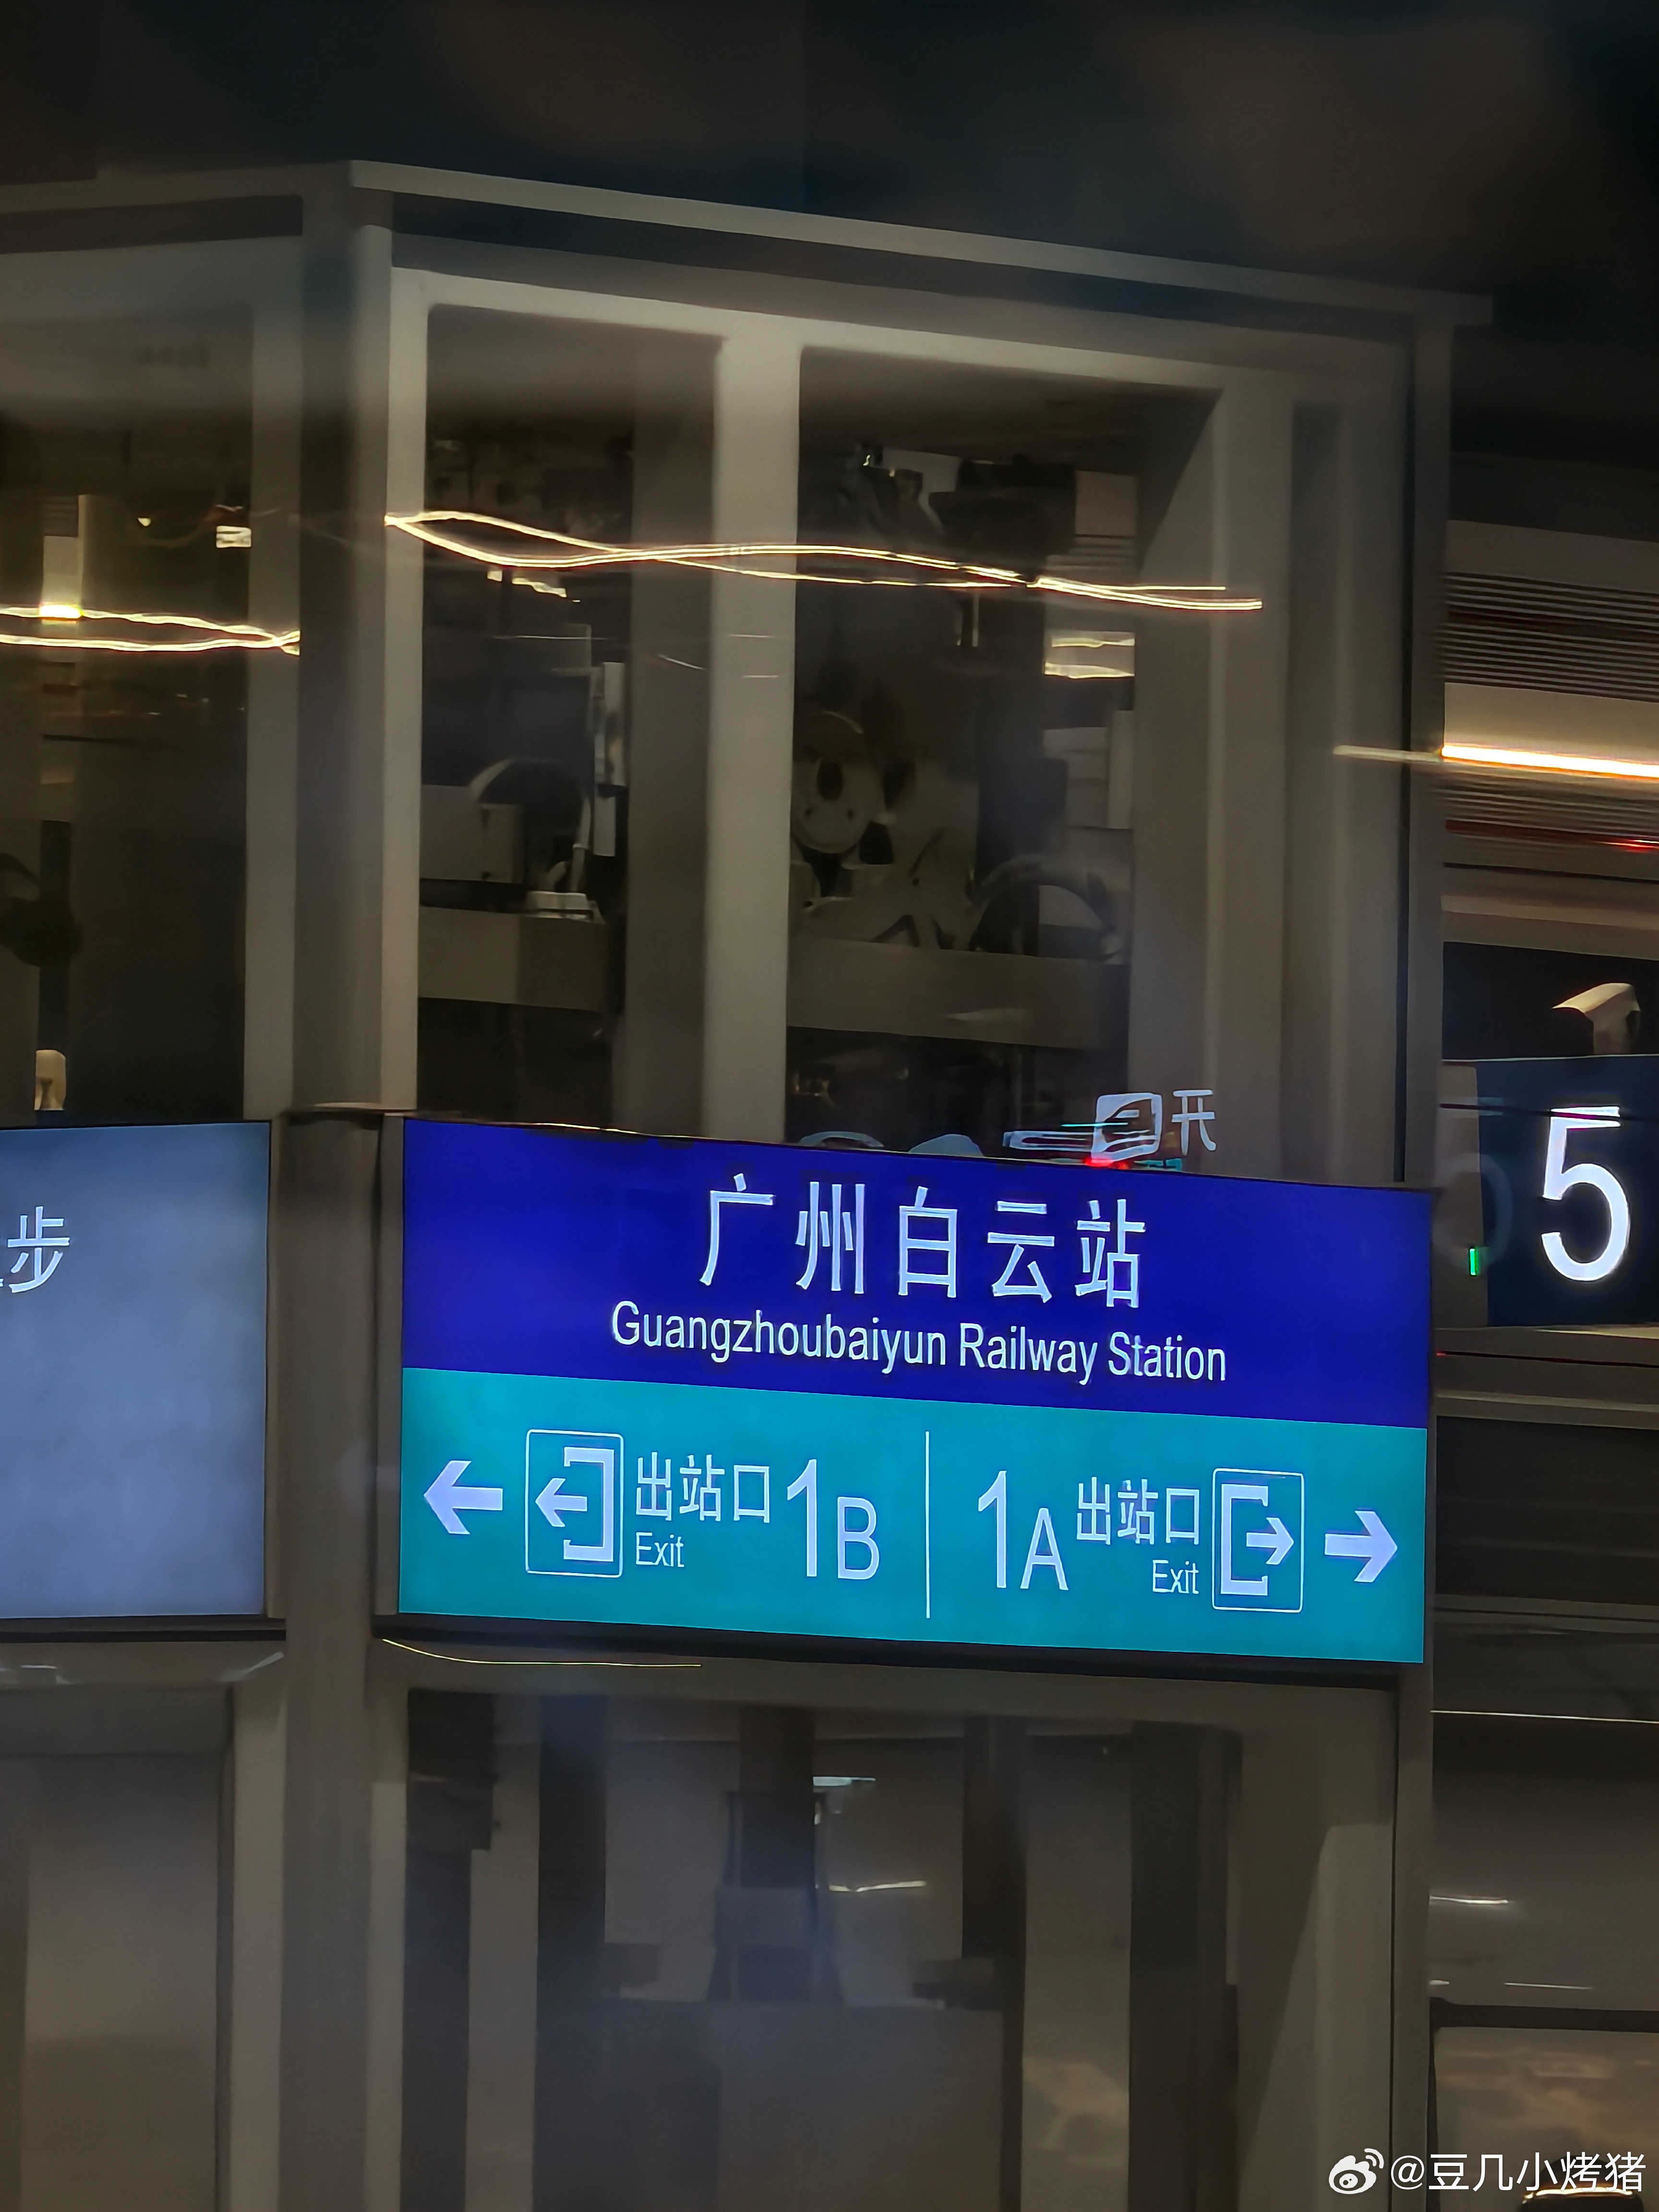 开
步
5
广州白云站
Guangzhoubaiyun Railway Station
出站口 1B
Exit
1A 出站口
Exit
@豆几小烤猪